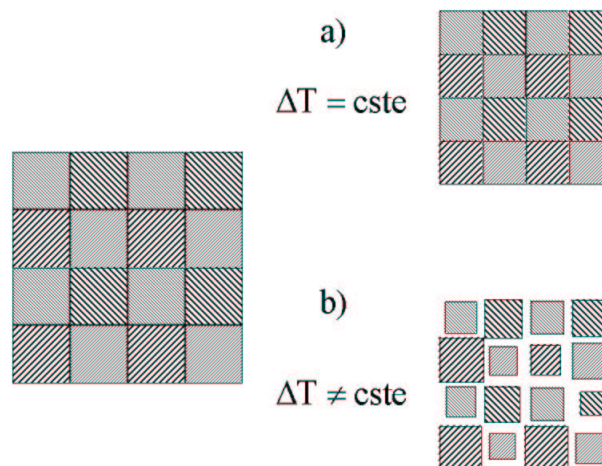 a)
ΔT = cste
b)
ΔT ≠ cste